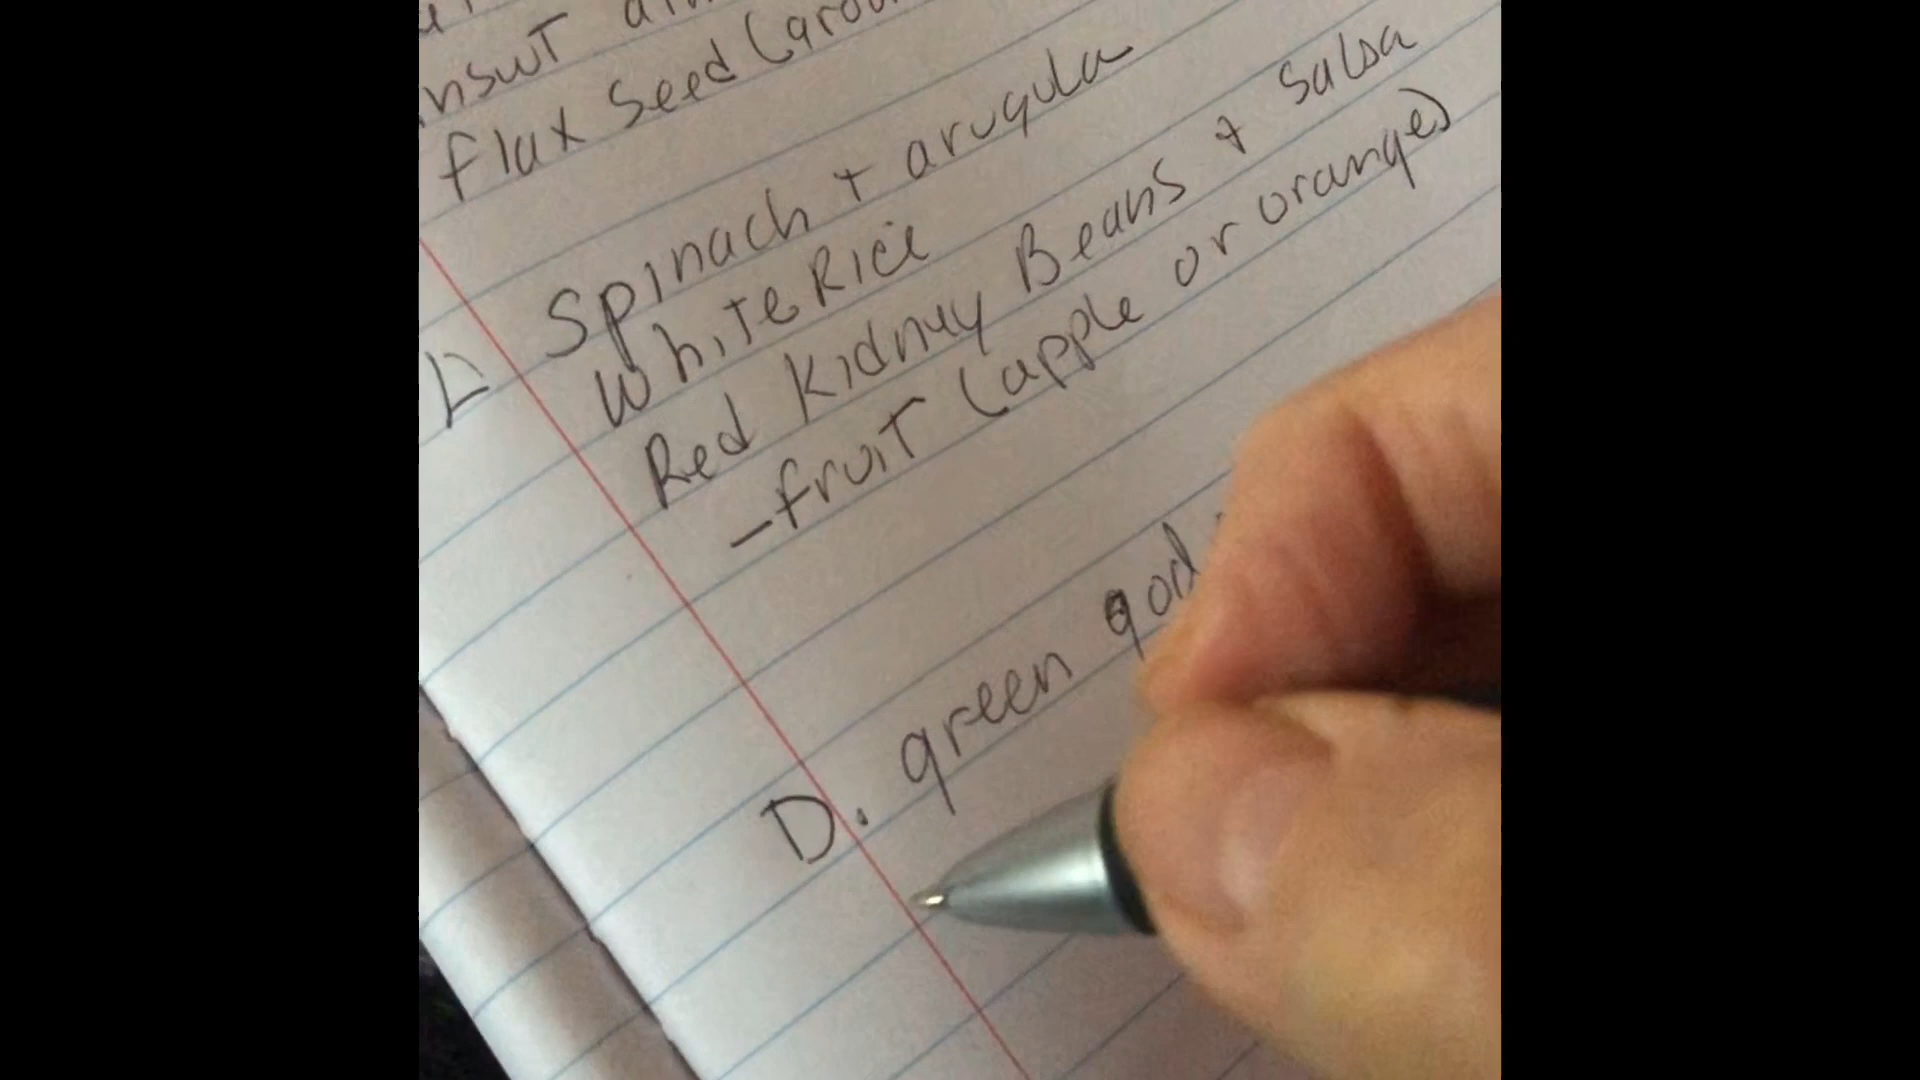 flax seed
Spinach + arugula
White Rice
L
Red Kidney Beans + Salsa
- fruit (apple or orange)
D. green